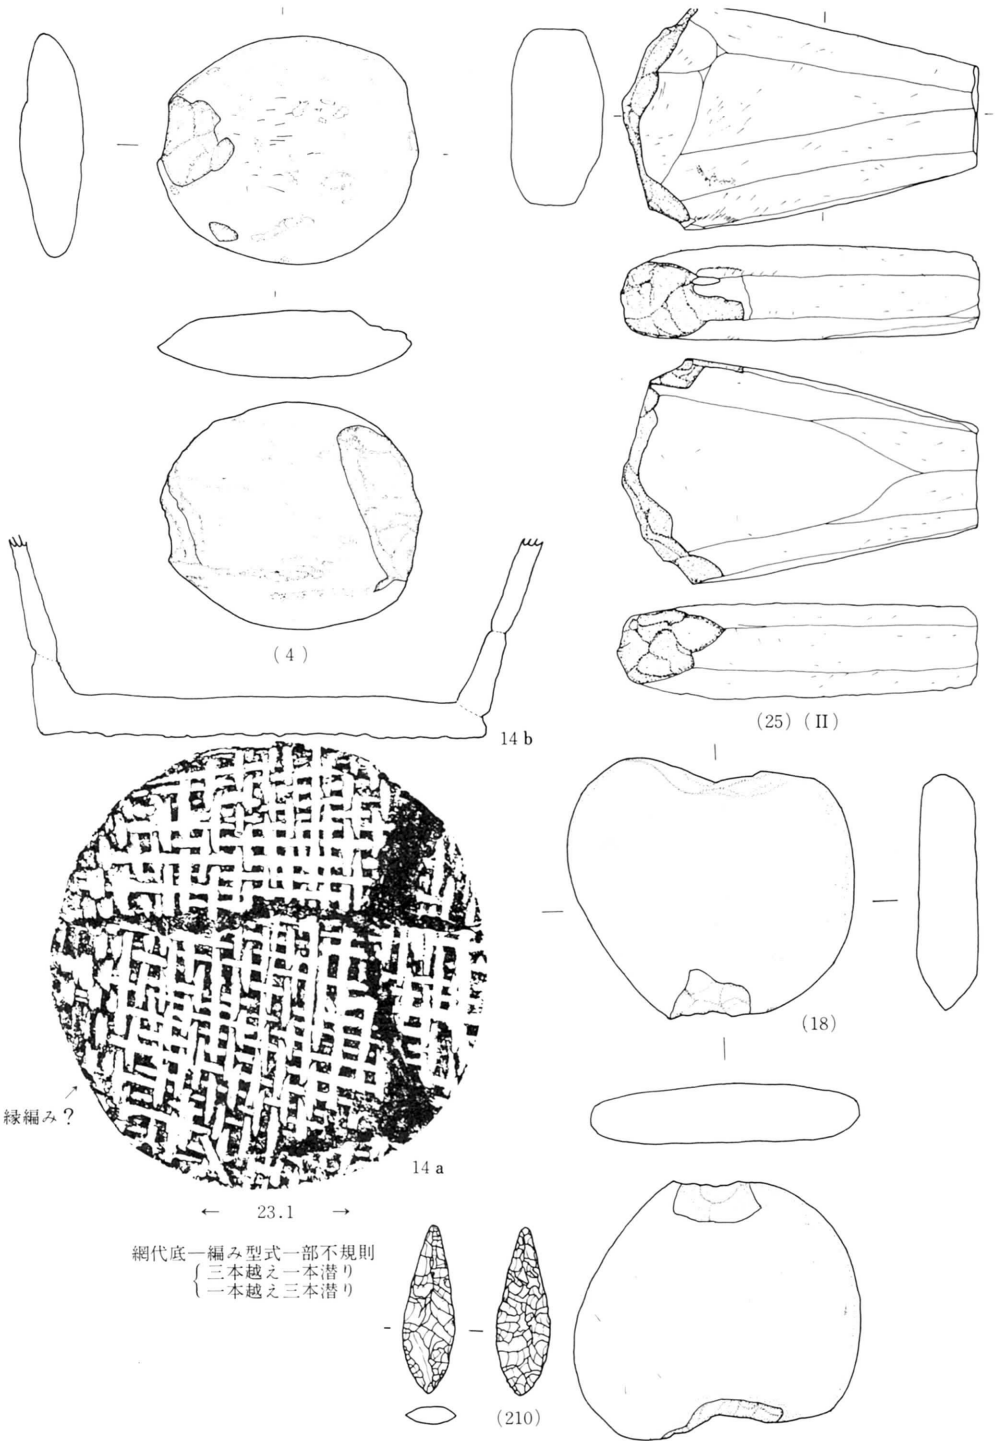 (4)
(25) (II)
14 b
(18)
縁編み？
14 a
← 23.1 →
網代底―編み型式一部不規則
{ 三本越え一本潜り
{ 一本越え三本潜り
(210)